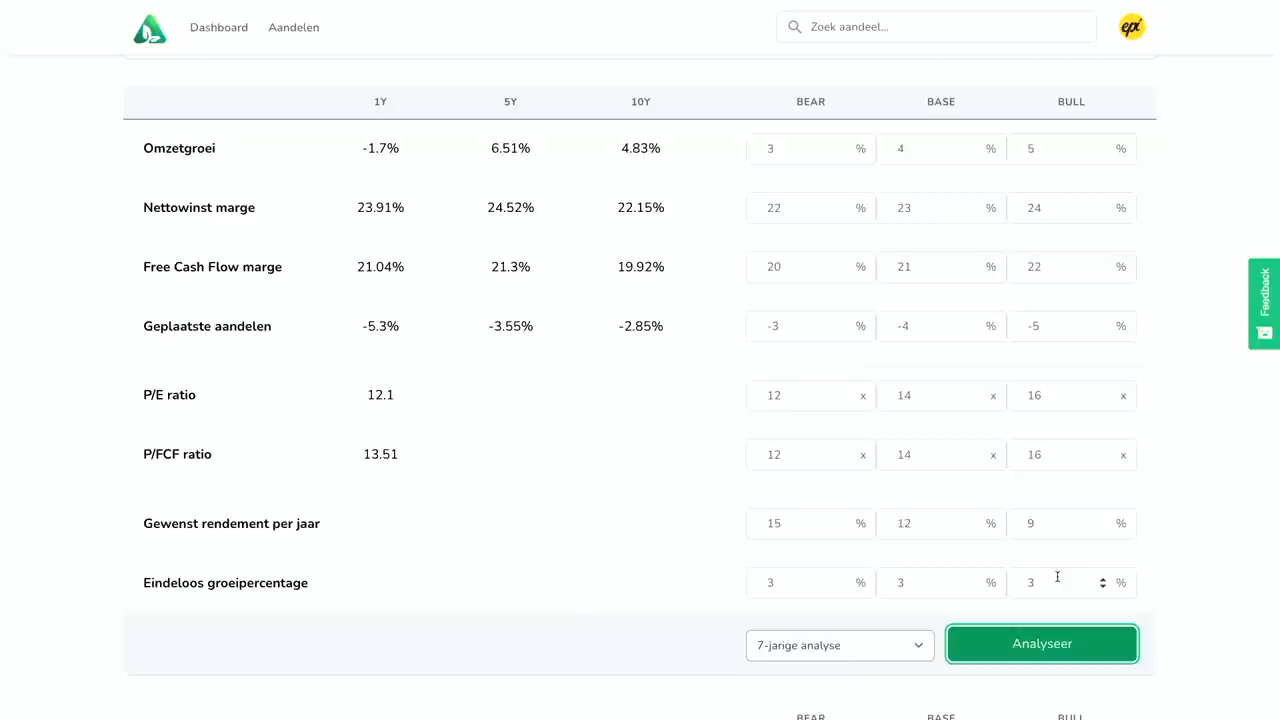 Dashboard Aandelen Zoek aandeel... epi
1Y 5Y 10Y BEAR BASE BULL
Omzetgroei -1.7% 6.51% 4.83% 3 % 4 % 5 %
Nettowinst marge 23.91% 24.52% 22.15% 22 % 23 % 24 %
Free Cash Flow marge 21.04% 21.3% 19.92% 20 % 21 % 22 %
Feedback
Geplaatste aandelen -5.3% -3.55% -2.85% -3 % -4 % -5 %
P/E ratio 12.1 12 x 14 x 16 x
P/FCF ratio 13.51 12 x 14 x 16 x
Gewenst rendement per jaar 15 % 12 % 9 %
Eindeloos groeipercentage 3 % 3 % 3 %
7-jarige analyse Analyseer
BEAR BASE BULL